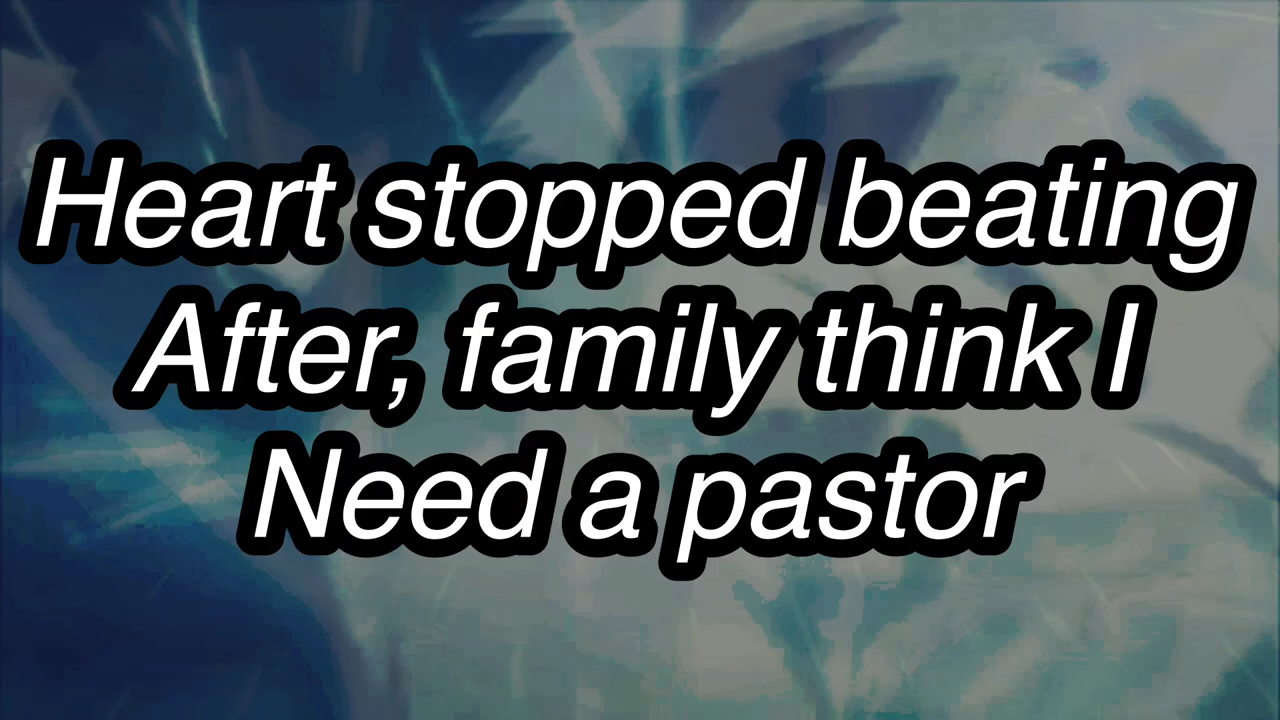 Heart stopped beating
After, family think I
Need a pastor